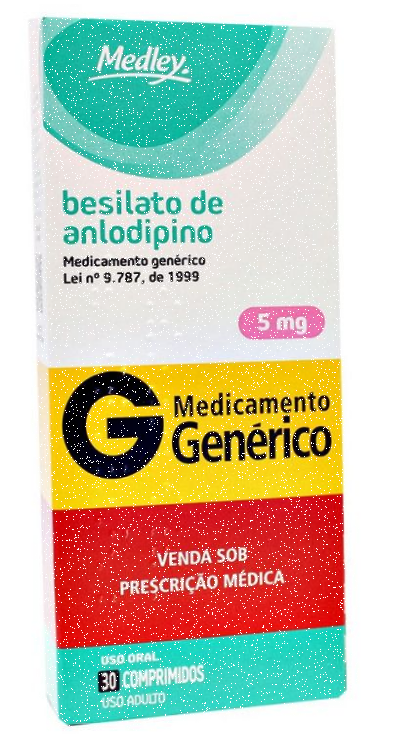 Medley.
besilato de
anlodipino
Medicamento genérico
Lei nº 9.787, de 1999
5 mg
G Medicamento
Genérico
VENDA SOB
PRESCRIÇÃO MÉDICA
USO ORAL
30 COMPRIMIDOS
USO ADULTO